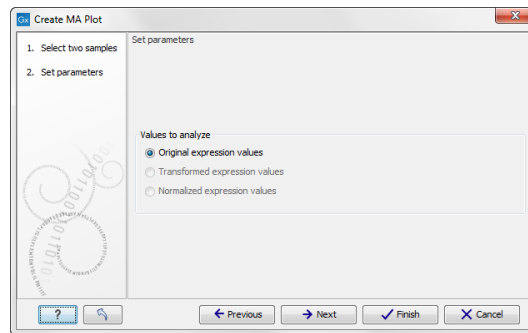 Gx Create MA Plot
1. Select two samples
2. Set parameters
Set parameters
Values to analyze
Original expression values
Transformed expression values
Normalized expression values
? Previous Next Finish Cancel